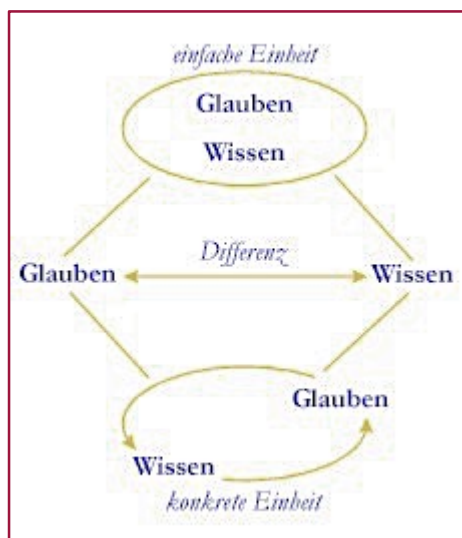 einfache Einheit
Glauben
Wissen
Differenz
Glauben
Wissen
Glauben
Wissen
konkrete Einheit